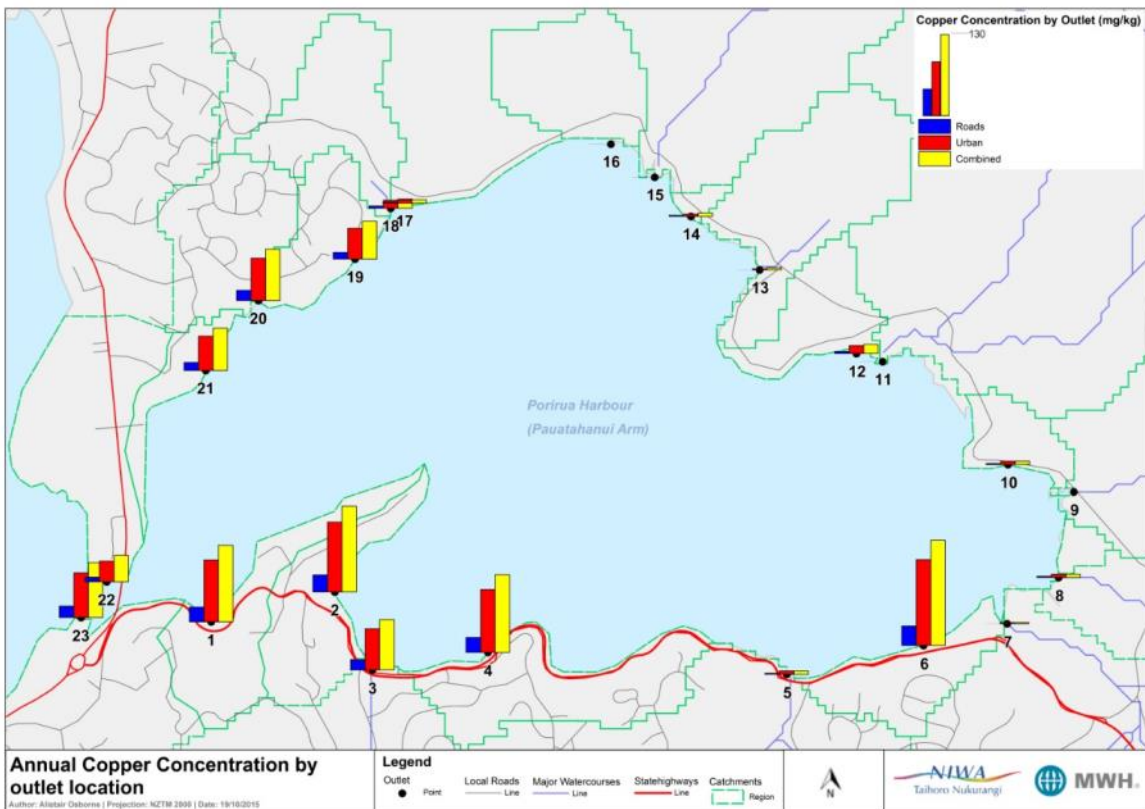 Copper Concentration by Outlet (mg/kg)
130
Roads
Urban
Combined
16
15
17
18
14
19
13
20
12
11
21
Porirua Harbour
(Pauatahanui Arm)
10
9
8
22
2
23
1
7
6
3
4
5
Annual Copper Concentration by
outlet location
Author: Alistair Osborne | Projection: NZTM 2000 | Date: 19/10/2015
Legend
Outlet
Point
Local Roads
Line
Major Watercourses
Line
Statehighways
Line
Catchments
Region
N
NIWA
Taihoro Nukurangi
MWH